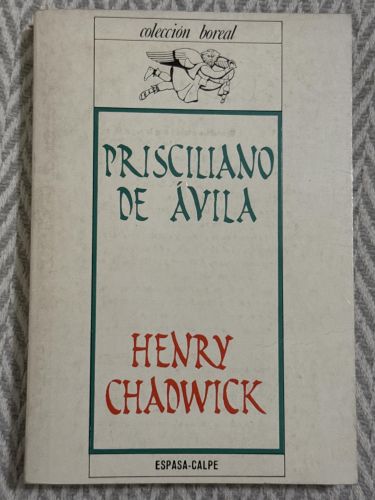 colección boreal
PRISCILIANO
DE ÁVILA
HENRY
CHADWICK
ESPASA-CALPE